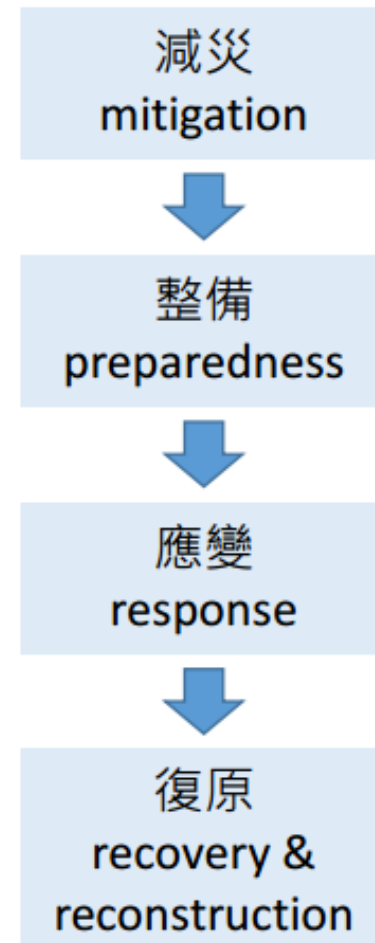 減災
mitigation
整備
preparedness
應變
response
復原
recovery &
reconstruction